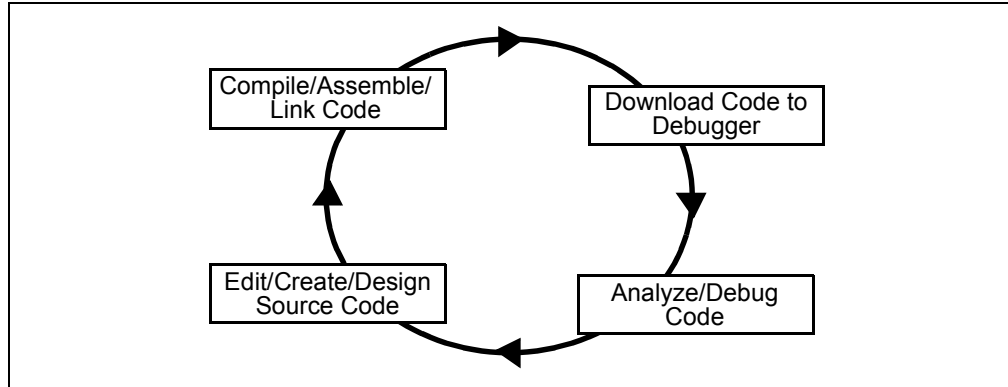 Compile/Assemble/
Link Code
Download Code to
Debugger
Edit/Create/Design
Source Code
Analyze/Debug
Code